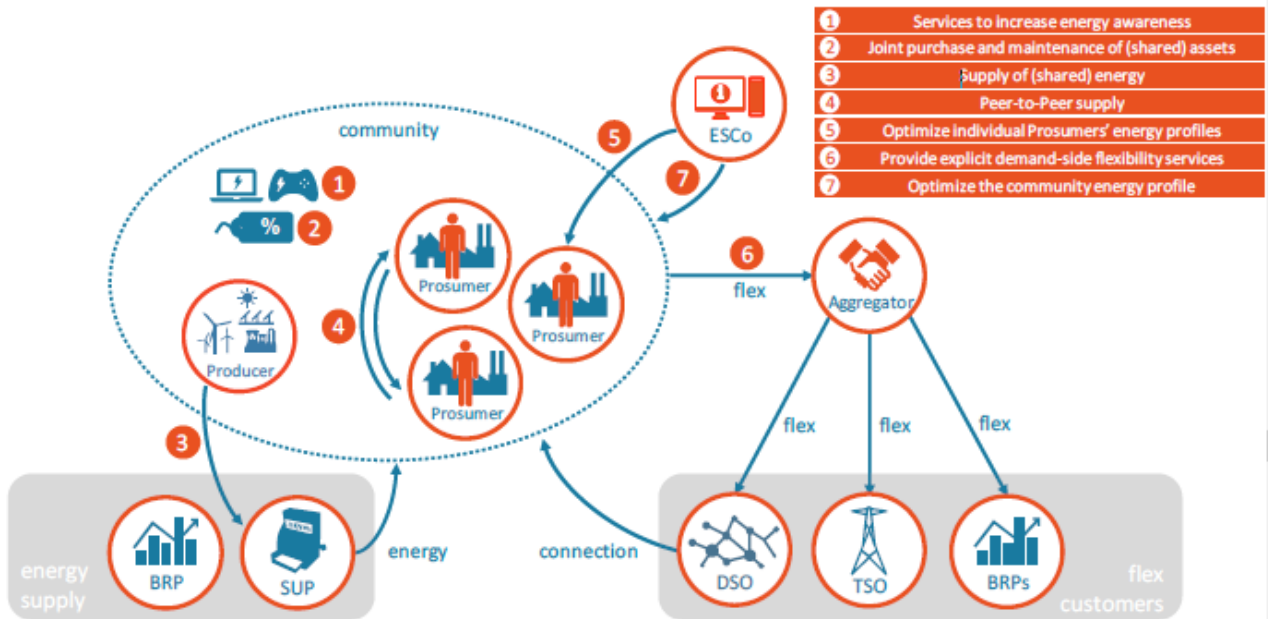 1 Services to increase energy awareness
2 Joint purchase and maintenance of (shared) assets
3 Supply of (shared) energy
4 Peer-to-Peer supply
5 Optimize individual Prosumers' energy profiles
6 Provide explicit demand-side flexibility services
7 Optimize the community energy profile
ESCo
community
5
7
1
% 2
Prosumer
6
flex
Aggregator
Prosumer
4
Producer
Prosumer
3
flex
flex
flex
energy
connection
BRP
SUP
DSO
TSO
BRPs
energy
supply
flex
customers